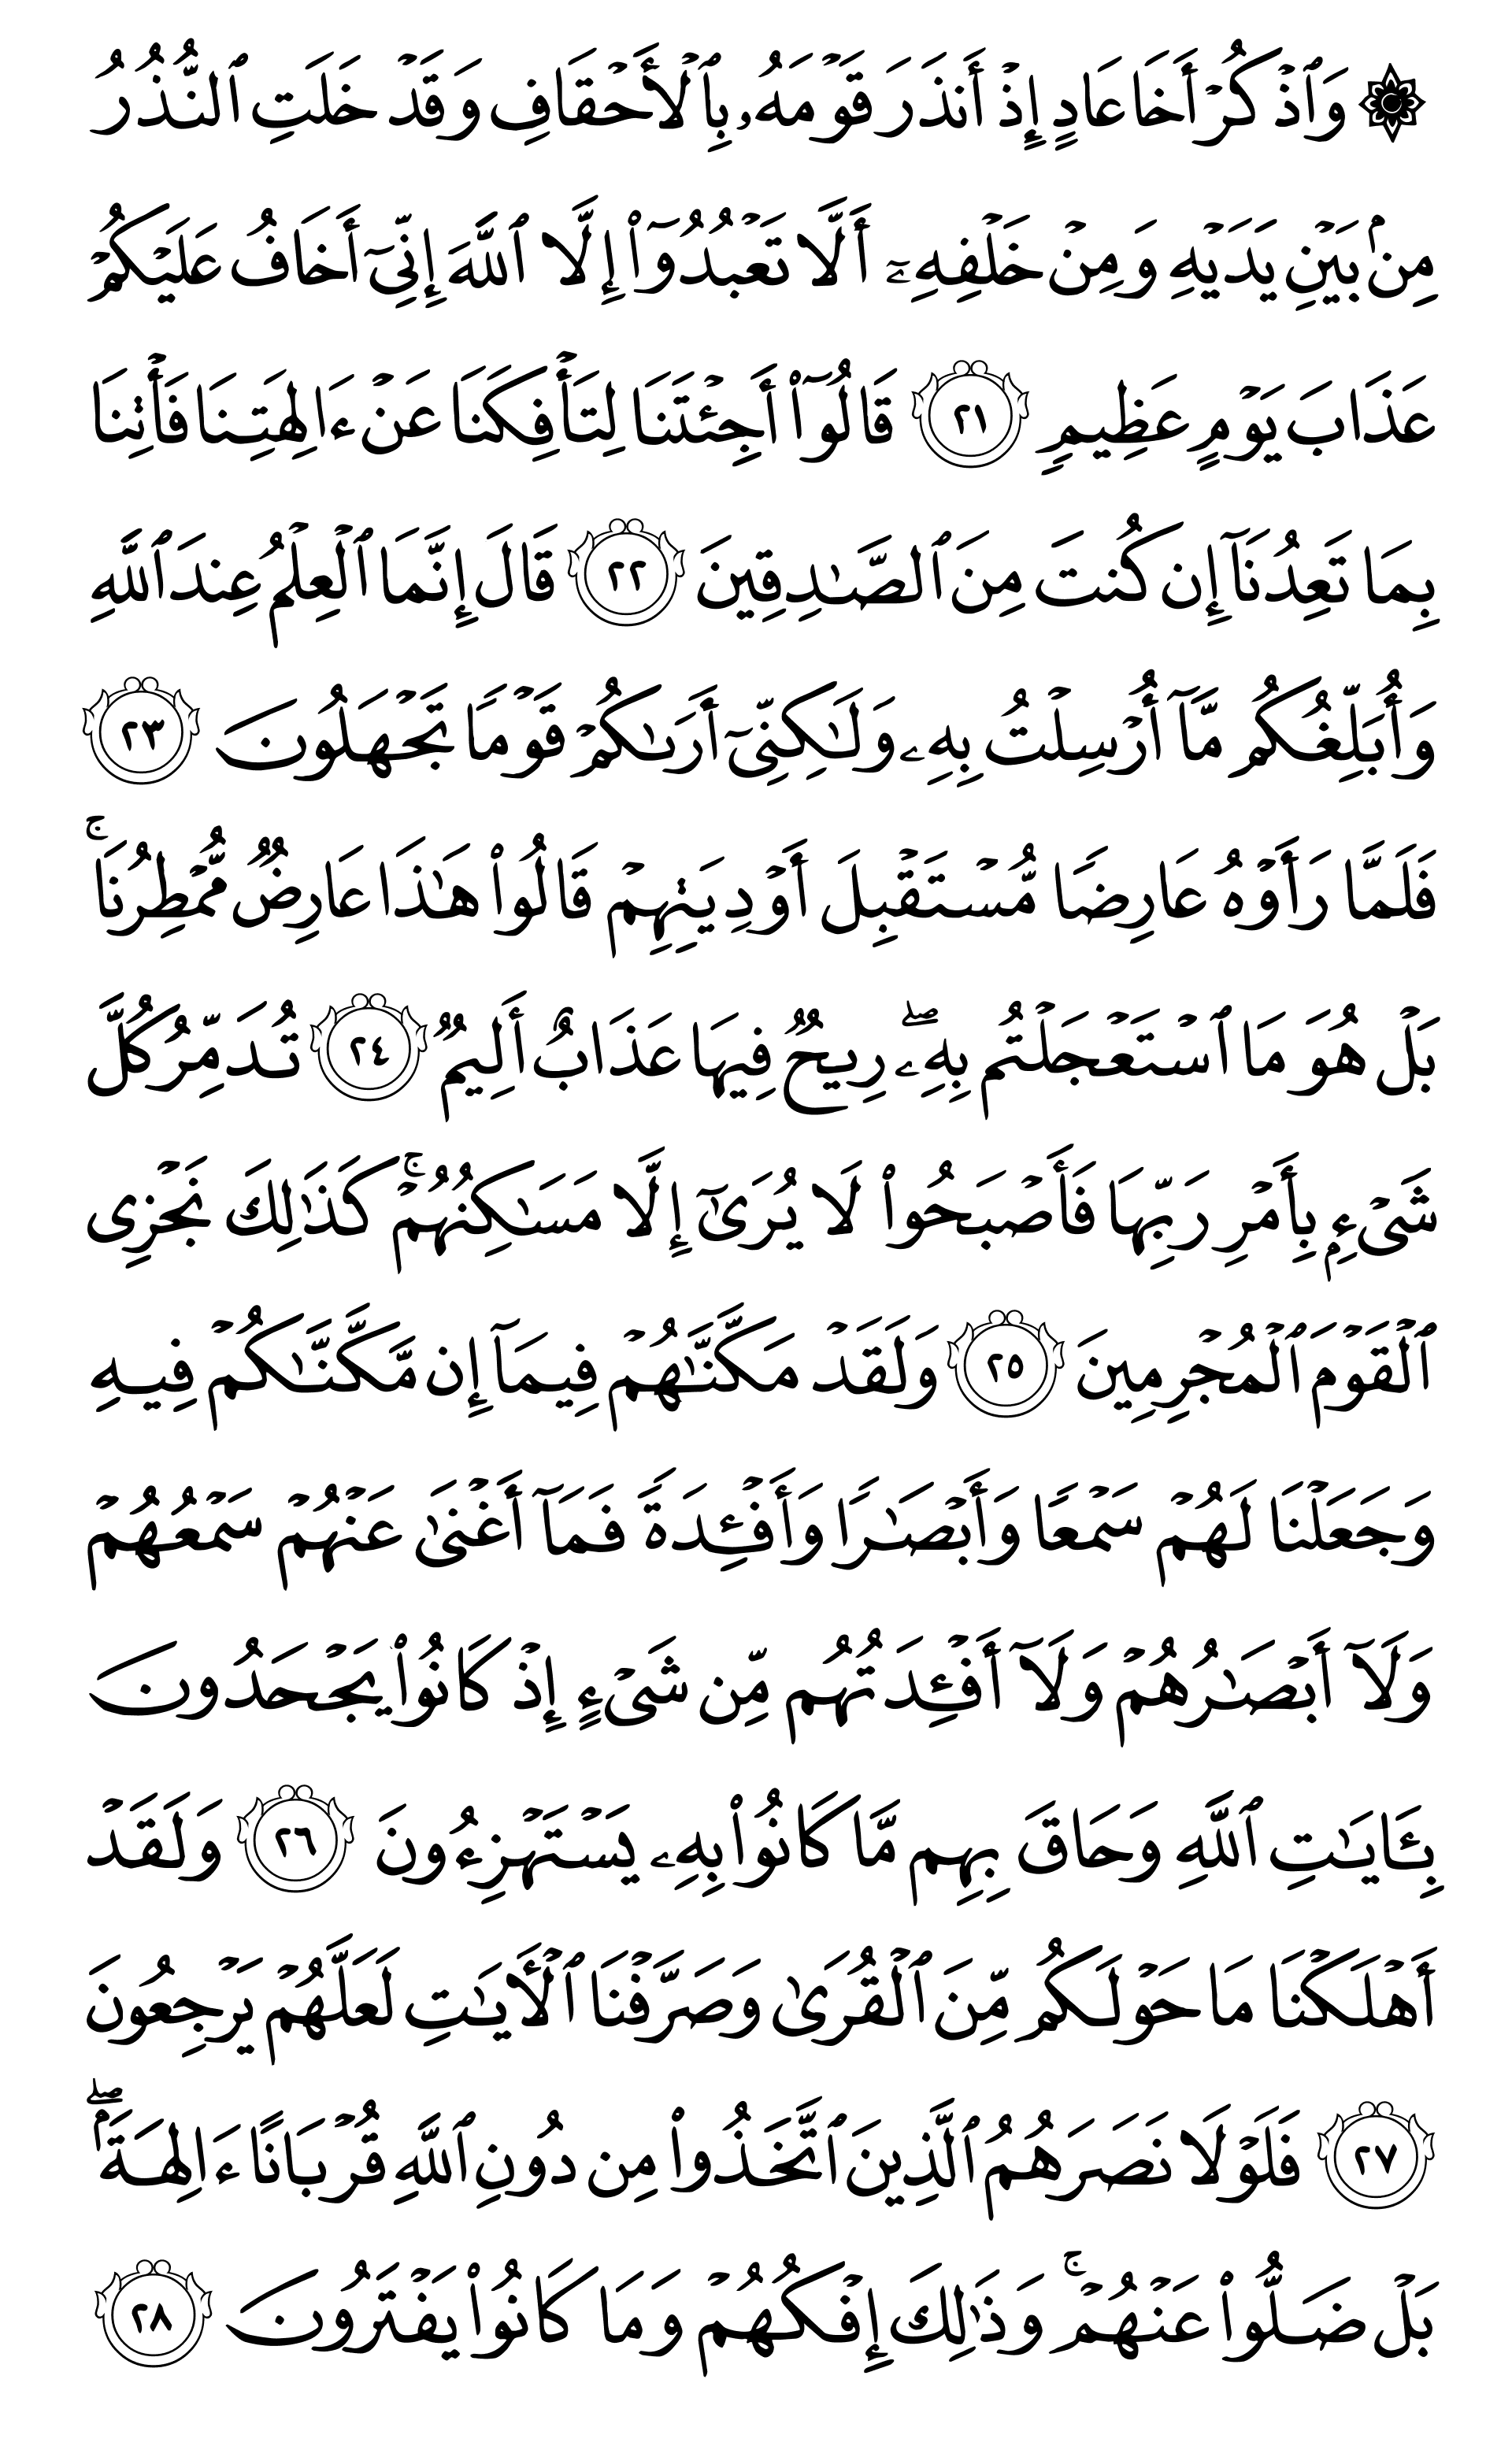 ۞ وَٱذۡكُرۡ أَخَا عَادٍ إِذۡ أَنذَرَ قَوۡمَهُۥ بِٱلۡأَحۡقَافِ وَقَدۡ خَلَتِ ٱلنُّذُرُ
مِنۢ بَيۡنِ يَدَيۡهِ وَمِنۡ خَلۡفِهِۦٓ أَلَّا تَعۡبُدُوٓاْ إِلَّا ٱللَّهَ إِنِّيٓ أَخَافُ عَلَيۡكُمۡ
عَذَابَ يَوۡمٍ عَظِيمٖ ٢١ قَالُوٓاْ أَجِئۡتَنَا لِتَأۡفِكَنَا عَنۡ ءَالِهَتِنَا فَأۡتِنَا
بِمَا تَعِدُنَآ إِن كُنتَ مِنَ ٱلصَّٰدِقِينَ ٢٢ قَالَ إِنَّمَا ٱلۡعِلۡمُ عِندَ ٱللَّهِ
وَأُبَلِّغُكُم مَّآ أُرۡسِلۡتُ بِهِۦ وَلَٰكِنِّيٓ أَرَىٰكُمۡ قَوۡمٗا تَجۡهَلُونَ ٢٣
فَلَمَّا رَأَوۡهُ عَارِضٗا مُّسۡتَقۡبِلَ أَوۡدِيَتِهِمۡ قَالُواْ هَٰذَا عَارِضٞ مُّمۡطِرُنَاۚ
بَلۡ هُوَ مَا ٱسۡتَعۡجَلۡتُم بِهِۦۖ رِيحٞ فِيهَا عَذَابٌ أَلِيمٞ ٢٤ تُدَمِّرُ كُلَّ
شَيۡءِۭ بِأَمۡرِ رَبِّهَا فَأَصۡبَحُواْ لَا يُرَىٰٓ إِلَّا مَسَٰكِنُهُمۡۚ كَذَٰلِكَ نَجۡزِي
ٱلۡقَوۡمَ ٱلۡمُجۡرِمِينَ ٢٥ وَلَقَدۡ مَكَّنَّٰهُمۡ فِيمَآ إِن مَّكَّنَّٰكُمۡ فِيهِ
وَجَعَلۡنَا لَهُمۡ سَمۡعٗا وَأَبۡصَٰرٗا وَأَفۡـِٔدَةٗ فَمَآ أَغۡنَىٰ عَنۡهُمۡ سَمۡعُهُمۡ
وَلَآ أَبۡصَٰرُهُمۡ وَلَآ أَفۡـِٔدَتُهُم مِّن شَيۡءٍ إِذۡ كَانُواْ يَجۡحَدُونَ
بِـَٔايَٰتِ ٱللَّهِ وَحَاقَ بِهِم مَّا كَانُواْ بِهِۦ يَسۡتَهۡزِءُونَ ٢٦ وَلَقَدۡ
أَهۡلَكۡنَا مَا حَوۡلَكُم مِّنَ ٱلۡقُرَىٰ وَصَرَّفۡنَا ٱلۡأٓيَٰتِ لَعَلَّهُمۡ يَرۡجِعُونَ
٢٧ فَلَوۡلَا نَصَرَهُمُ ٱلَّذِينَ ٱتَّخَذُواْ مِن دُونِ ٱللَّهِ قُرۡبَانًا ءَالِهَةَۢۖ
بَلۡ ضَلُّواْ عَنۡهُمۡۚ وَذَٰلِكَ إِفۡكُهُمۡ وَمَا كَانُواْ يَفۡتَرُونَ ٢٨